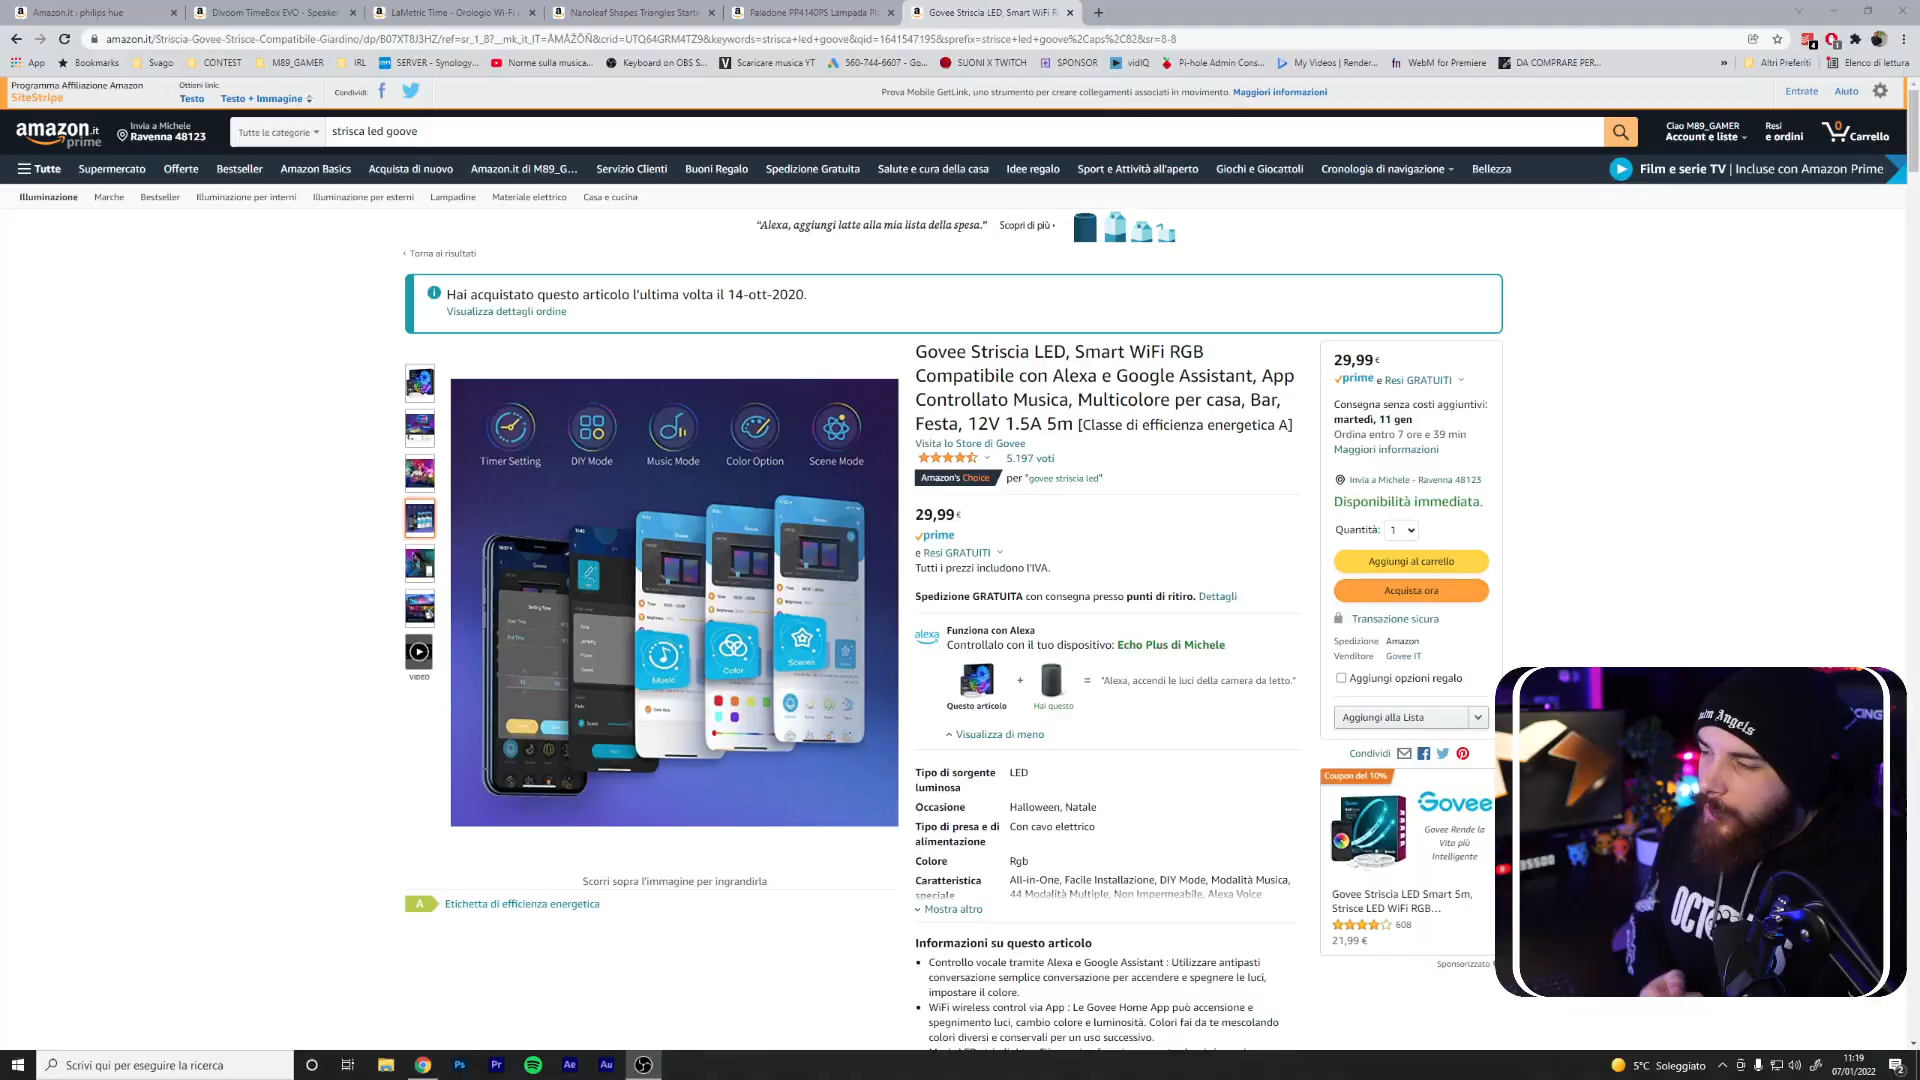 Amazon.it : philips hue
Divoom TimeBox EVO - Speaker
LaMetric Time - Orologio Wi-Fi
Nanoleaf Shapes Triangles Starte
Paladone PP4140PS Lampada Pl
Govee Striscia LED, Smart WiFi R
amazon.it/Striscia-Govee-Strisce-Compatibile-Giardino/dp/B07XT8J3HZ/ref=sr_1_8?__mk_it_IT=ÅMÅŽÕÑ&crid=UTQ64GRM4TZ9&keywords=strisca+led+goove&qid=1641547195&sprefix=strisce+led+goove%2Caps%2C82&sr=8-8
App
Bookmarks
Svago
CONTEST
M89_GAMER
IRL
SERVER - Synology...
Norme sulla musica...
Keyboard on OBS S...
Scaricare musica YT
560-744-6607 - Go...
SUONI X TWITCH
SPONSOR
vidIQ
Pi-hole Admin Cons...
My Videos | Render...
WebM for Premiere
DA COMPRARE PER...
Altri Preferiti
Elenco di lettura
Programma Affiliazione Amazon
SiteStripe
Ottieni link:
Testo
Testo + Immagine
Condividi:
Prova Mobile GetLink, uno strumento per creare collegamenti associati in movimento. Maggiori informazioni
Entrate
Aiuto
amazon.it
prime
Invia a Michele
Ravenna 48123
Tutte le categorie
strisca led goove
Ciao M89_GAMER
Account e liste
Resi
e ordini
0
Carrello
Tutte
Supermercato
Offerte
Bestseller
Amazon Basics
Acquista di nuovo
Amazon.it di M89_G...
Servizio Clienti
Buoni Regalo
Spedizione Gratuita
Salute e cura della casa
Idee regalo
Sport e Attività all'aperto
Giochi e Giocattoli
Cronologia di navigazione
Bellezza
Film e serie TV | Incluse con Amazon Prime
Illuminazione
Marche
Bestseller
Illuminazione per interni
Illuminazione per esterni
Lampadine
Materiale elettrico
Casa e cucina
"Alexa, aggiungi latte alla mia lista della spesa."
Scopri di più ›
‹ Torna ai risultati
Hai acquistato questo articolo l'ultima volta il 14-ott-2020.
Visualizza dettagli ordine
Timer Setting
DIY Mode
Music Mode
Color Option
Scene Mode
Music
Color
Scenes
VIDEO
Scorri sopra l'immagine per ingrandirla
A
Etichetta di efficienza energetica
Govee Striscia LED, Smart WiFi RGB
Compatibile con Alexa e Google Assistant, App
Controllato Musica, Multicolore per casa, Bar,
Festa, 12V 1.5A 5m [Classe di efficienza energetica A]
Visita lo Store di Govee
5.197 voti
Amazon's Choice
per "govee striscia led"
29,99€
prime
e Resi GRATUITI
Tutti i prezzi includono l'IVA.
Spedizione GRATUITA con consegna presso punti di ritiro. Dettagli
alexa
Funziona con Alexa
Controllalo con il tuo dispositivo: Echo Plus di Michele
+
=
"Alexa, accendi le luci della camera da letto."
Questo articolo
Hai questo
Visualizza di meno
Tipo di sorgente luminosa
LED
Occasione
Halloween, Natale
Tipo di presa e di alimentazione
Con cavo elettrico
Colore
Rgb
Caratteristica speciale
All-in-One, Facile Installazione, DIY Mode, Modalità Musica,
44 Modalità Multiple, Non Impermeabile, Alexa Voice
Mostra altro
Informazioni su questo articolo
Controllo vocale tramite Alexa e Google Assistant : Utilizzare antipasti
conversazione semplice conversazione per accendere e spegnere le luci,
impostare il colore.
WiFi wireless control via App : Le Govee Home App può accensione e
spegnimento luci, cambio colore e luminosità. Colori fai da te mescolando
colori diversi e conservali per un uso successivo.
29,99€
prime e Resi GRATUITI
Consegna senza costi aggiuntivi:
martedì, 11 gen
Ordina entro 7 ore e 39 min
Maggiori informazioni
Invia a Michele - Ravenna 48123
Disponibilità immediata.
Quantità: 1
Aggiungi al carrello
Acquista ora
Transazione sicura
Spedizione Amazon
Venditore Govee IT
Aggiungi opzioni regalo
Aggiungi alla Lista
Condividi
Coupon del 10%
Govee
Govee Rende la
Vita più
Intelligente
Govee Striscia LED Smart 5m,
Strisce LED WiFi RGB...
608
21,99 €
Sponsorizzato
Palm Angels
Scrivi qui per eseguire la ricerca
Ps
Pr
Ae
Au
5°C Soleggiato
11:19
07/01/2022
2